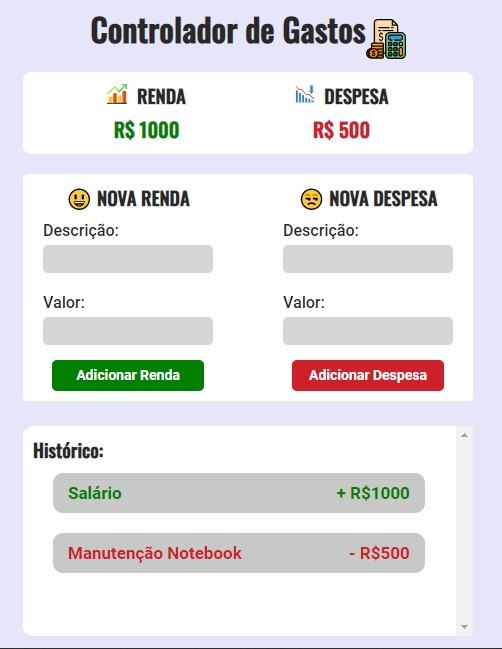 Controlador de Gastos
RENDA DESPESA
R$ 1000 R$ 500
NOVA RENDA NOVA DESPESA
Descrição: Descrição:
Valor: Valor:
Adicionar Renda Adicionar Despesa
Histórico:
Salário + R$1000
Manutenção Notebook - R$500